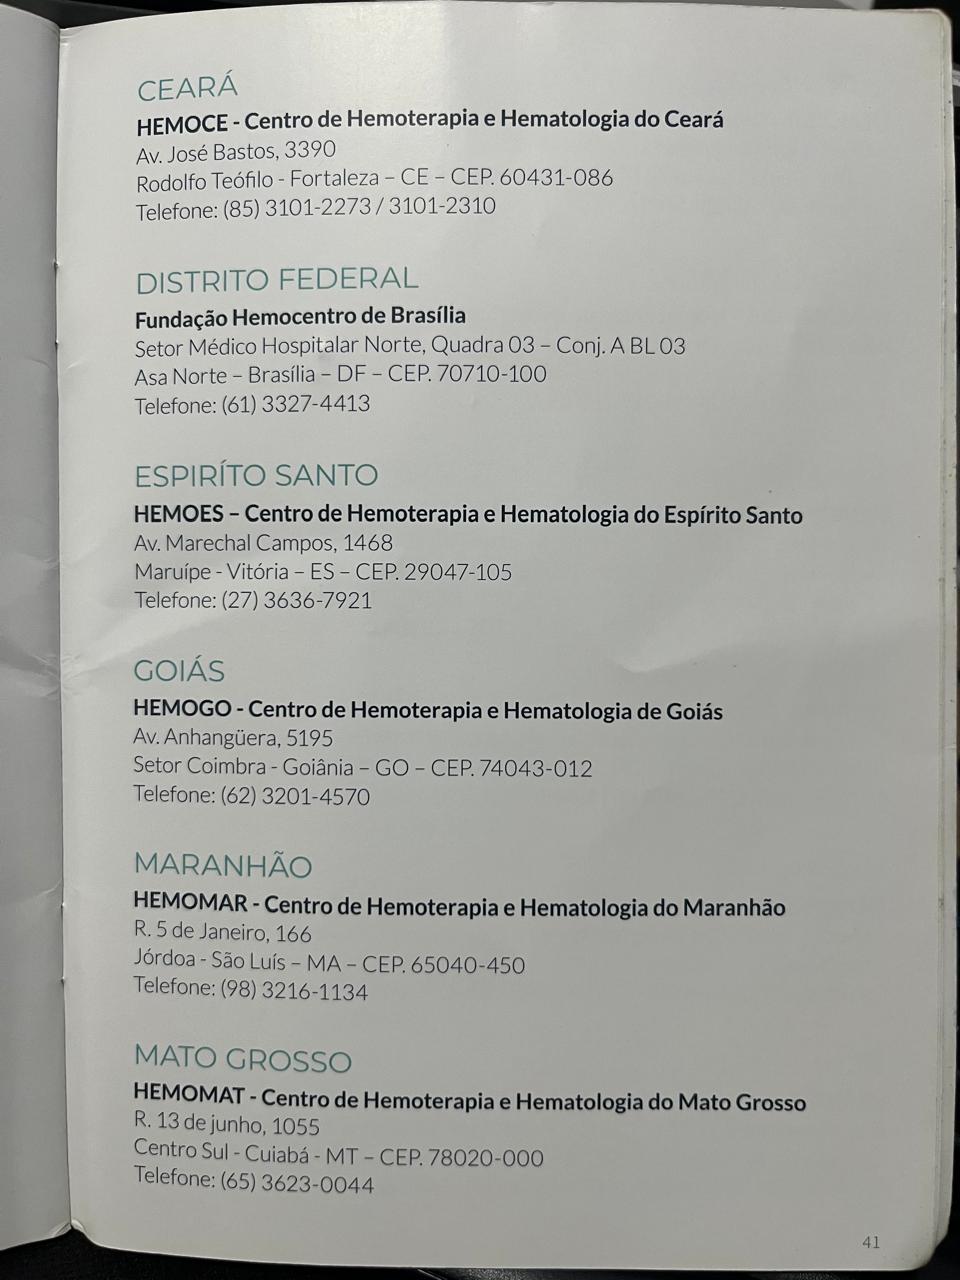 CEARÁ
HEMOCE - Centro de Hemoterapia e Hematologia do Ceará
Av. José Bastos, 3390
Rodolfo Teófilo - Fortaleza – CE – CEP. 60431-086
Telefone: (85) 3101-2273 / 3101-2310
DISTRITO FEDERAL
Fundação Hemocentro de Brasília
Setor Médico Hospitalar Norte, Quadra 03 – Conj. A BL 03
Asa Norte – Brasília – DF – CEP. 70710-100
Telefone: (61) 3327-4413
ESPIRÍTO SANTO
HEMOES – Centro de Hemoterapia e Hematologia do Espírito Santo
Av. Marechal Campos, 1468
Maruípe - Vitória – ES – CEP. 29047-105
Telefone: (27) 3636-7921
GOIÁS
HEMOGO - Centro de Hemoterapia e Hematologia de Goiás
Av. Anhangüera, 5195
Setor Coimbra - Goiânia – GO – CEP. 74043-012
Telefone: (62) 3201-4570
MARANHÃO
HEMOMAR - Centro de Hemoterapia e Hematologia do Maranhão
R. 5 de Janeiro, 166
Jórdoa - São Luís – MA – CEP. 65040-450
Telefone: (98) 3216-1134
MATO GROSSO
HEMOMAT - Centro de Hemoterapia e Hematologia do Mato Grosso
R. 13 de junho, 1055
Centro Sul - Cuiabá - MT – CEP. 78020-000
Telefone: (65) 3623-0044
41